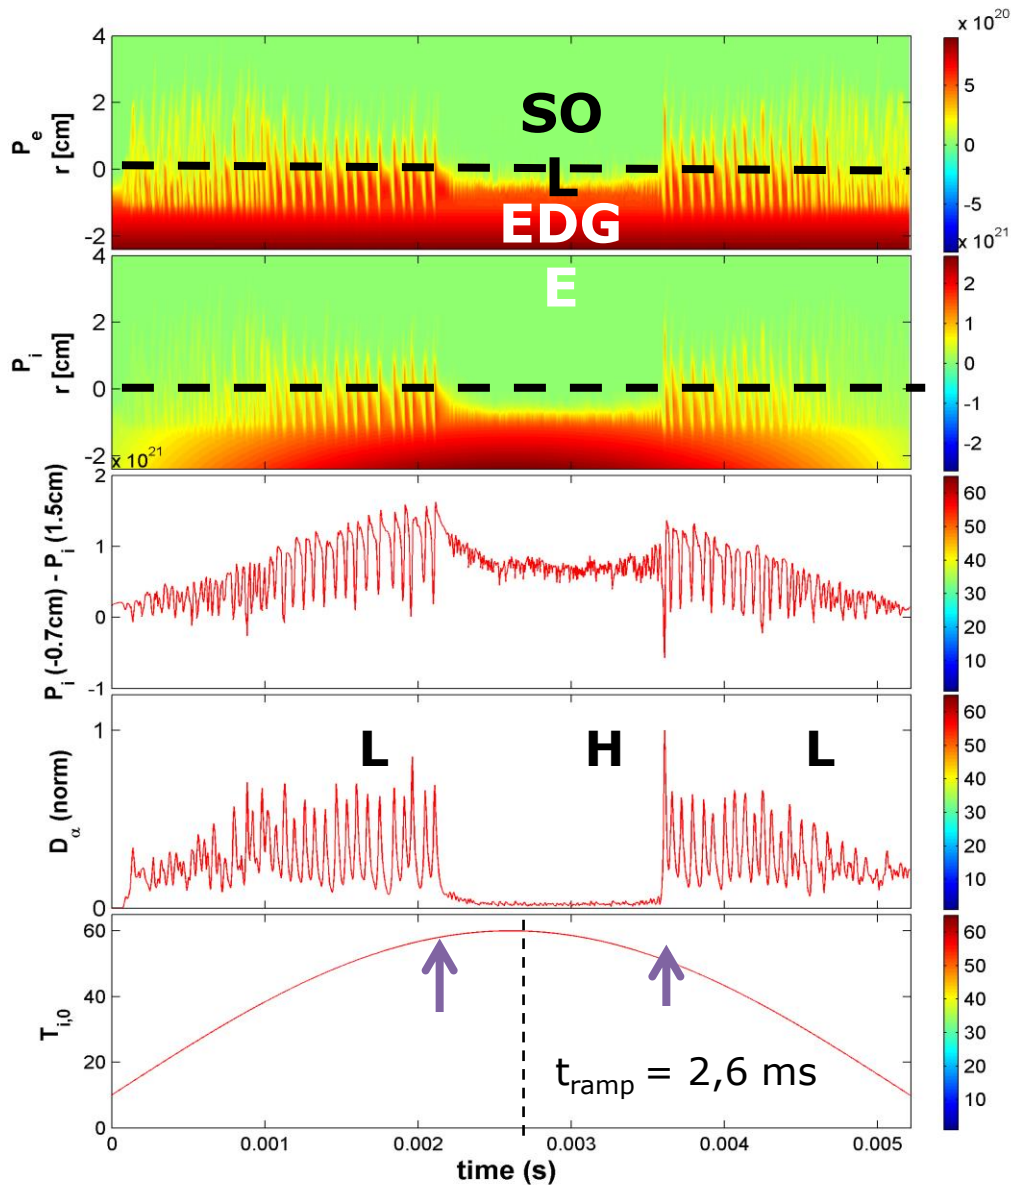 x 10^20
4
2
0
-2
P_e
r [cm]
SO
L
EDG
E
5
0
-5
x 10^21
4
2
0
-2
P_i
r [cm]
2
1
0
-1
-2
x 10^21
2
1
0
-1
P_i (-0.7cm) - P_i (1.5cm)
60
50
40
30
20
10
1
0
D_α (norm)
L
H
L
60
50
40
30
20
10
60
40
20
0
T_i,0
t_ramp = 2,6 ms
60
50
40
30
20
10
0
0.001
0.002
0.003
0.004
0.005
time (s)